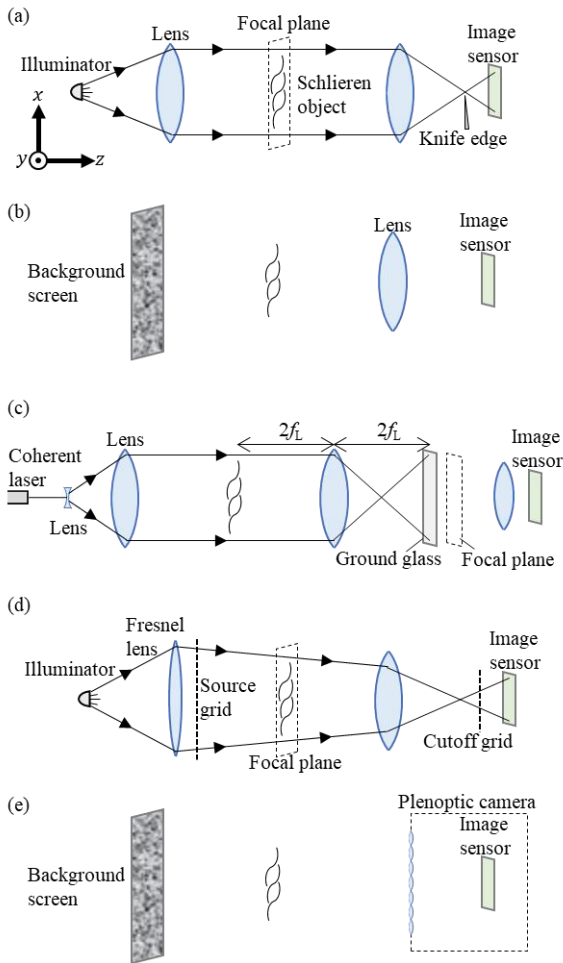 (a)
Focal plane
Lens
Image
sensor
Illuminator
Schlieren
object
x
Knife edge
y
z
(b)
Lens
Image
sensor
Background
screen
(c)
2fL
2fL
Lens
Image
sensor
Coherent
laser
Lens
Ground glass
Focal plane
(d)
Fresnel
lens
Image
sensor
Illuminator
Source
grid
Cutoff grid
Focal plane
(e)
Plenoptic camera
Image
sensor
Background
screen